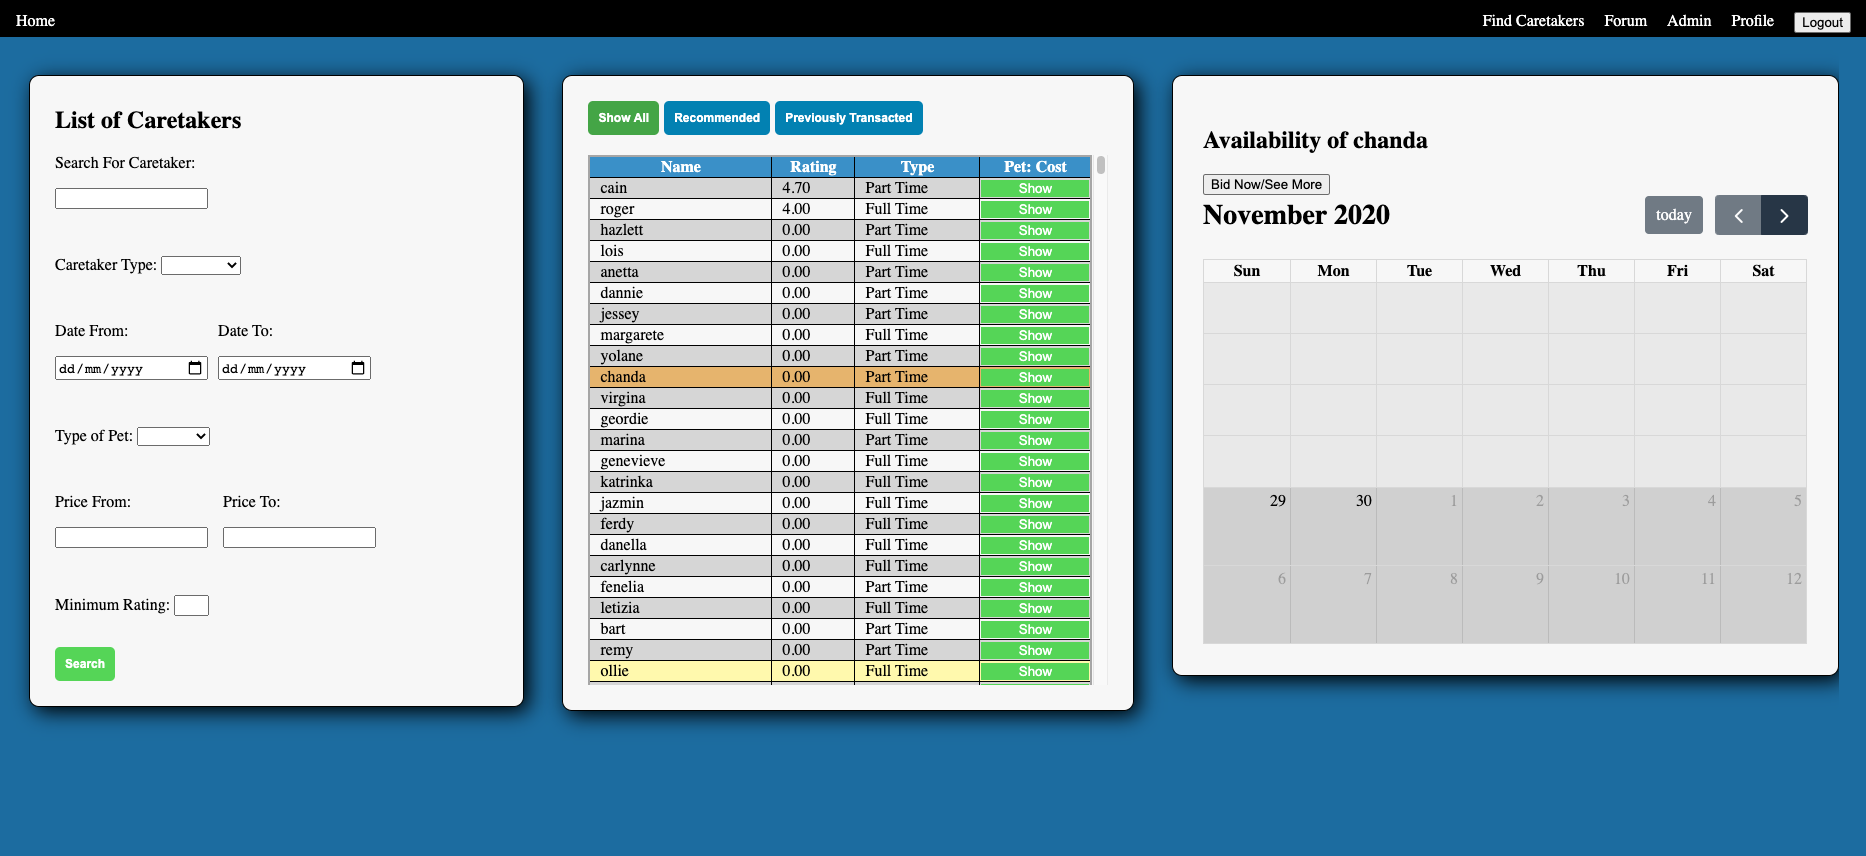 Home Find Caretakers Forum Admin Profile Logout
List of Caretakers
Search For Caretaker:
Caretaker Type:
Date From: Date To:
dd/mm/yyyy dd/mm/yyyy
Type of Pet:
Price From: Price To:
Minimum Rating:
Search
Show All Recommended Previously Transacted
Name Rating Type Pet: Cost
cain 4.70 Part Time Show
roger 4.00 Full Time Show
hazlett 0.00 Part Time Show
lois 0.00 Full Time Show
anetta 0.00 Part Time Show
dannie 0.00 Part Time Show
jessey 0.00 Part Time Show
margarete 0.00 Full Time Show
yolane 0.00 Part Time Show
chanda 0.00 Part Time Show
virgina 0.00 Full Time Show
geordie 0.00 Full Time Show
marina 0.00 Part Time Show
genevieve 0.00 Full Time Show
katrinka 0.00 Full Time Show
jazmin 0.00 Full Time Show
ferdy 0.00 Full Time Show
danella 0.00 Full Time Show
carlynne 0.00 Full Time Show
fenelia 0.00 Part Time Show
letizia 0.00 Full Time Show
bart 0.00 Part Time Show
remy 0.00 Part Time Show
ollie 0.00 Full Time Show
Availability of chanda
Bid Now/See More
November 2020 today
Sun Mon Tue Wed Thu Fri Sat
29 30 1 2 3 4 5
6 7 8 9 10 11 12